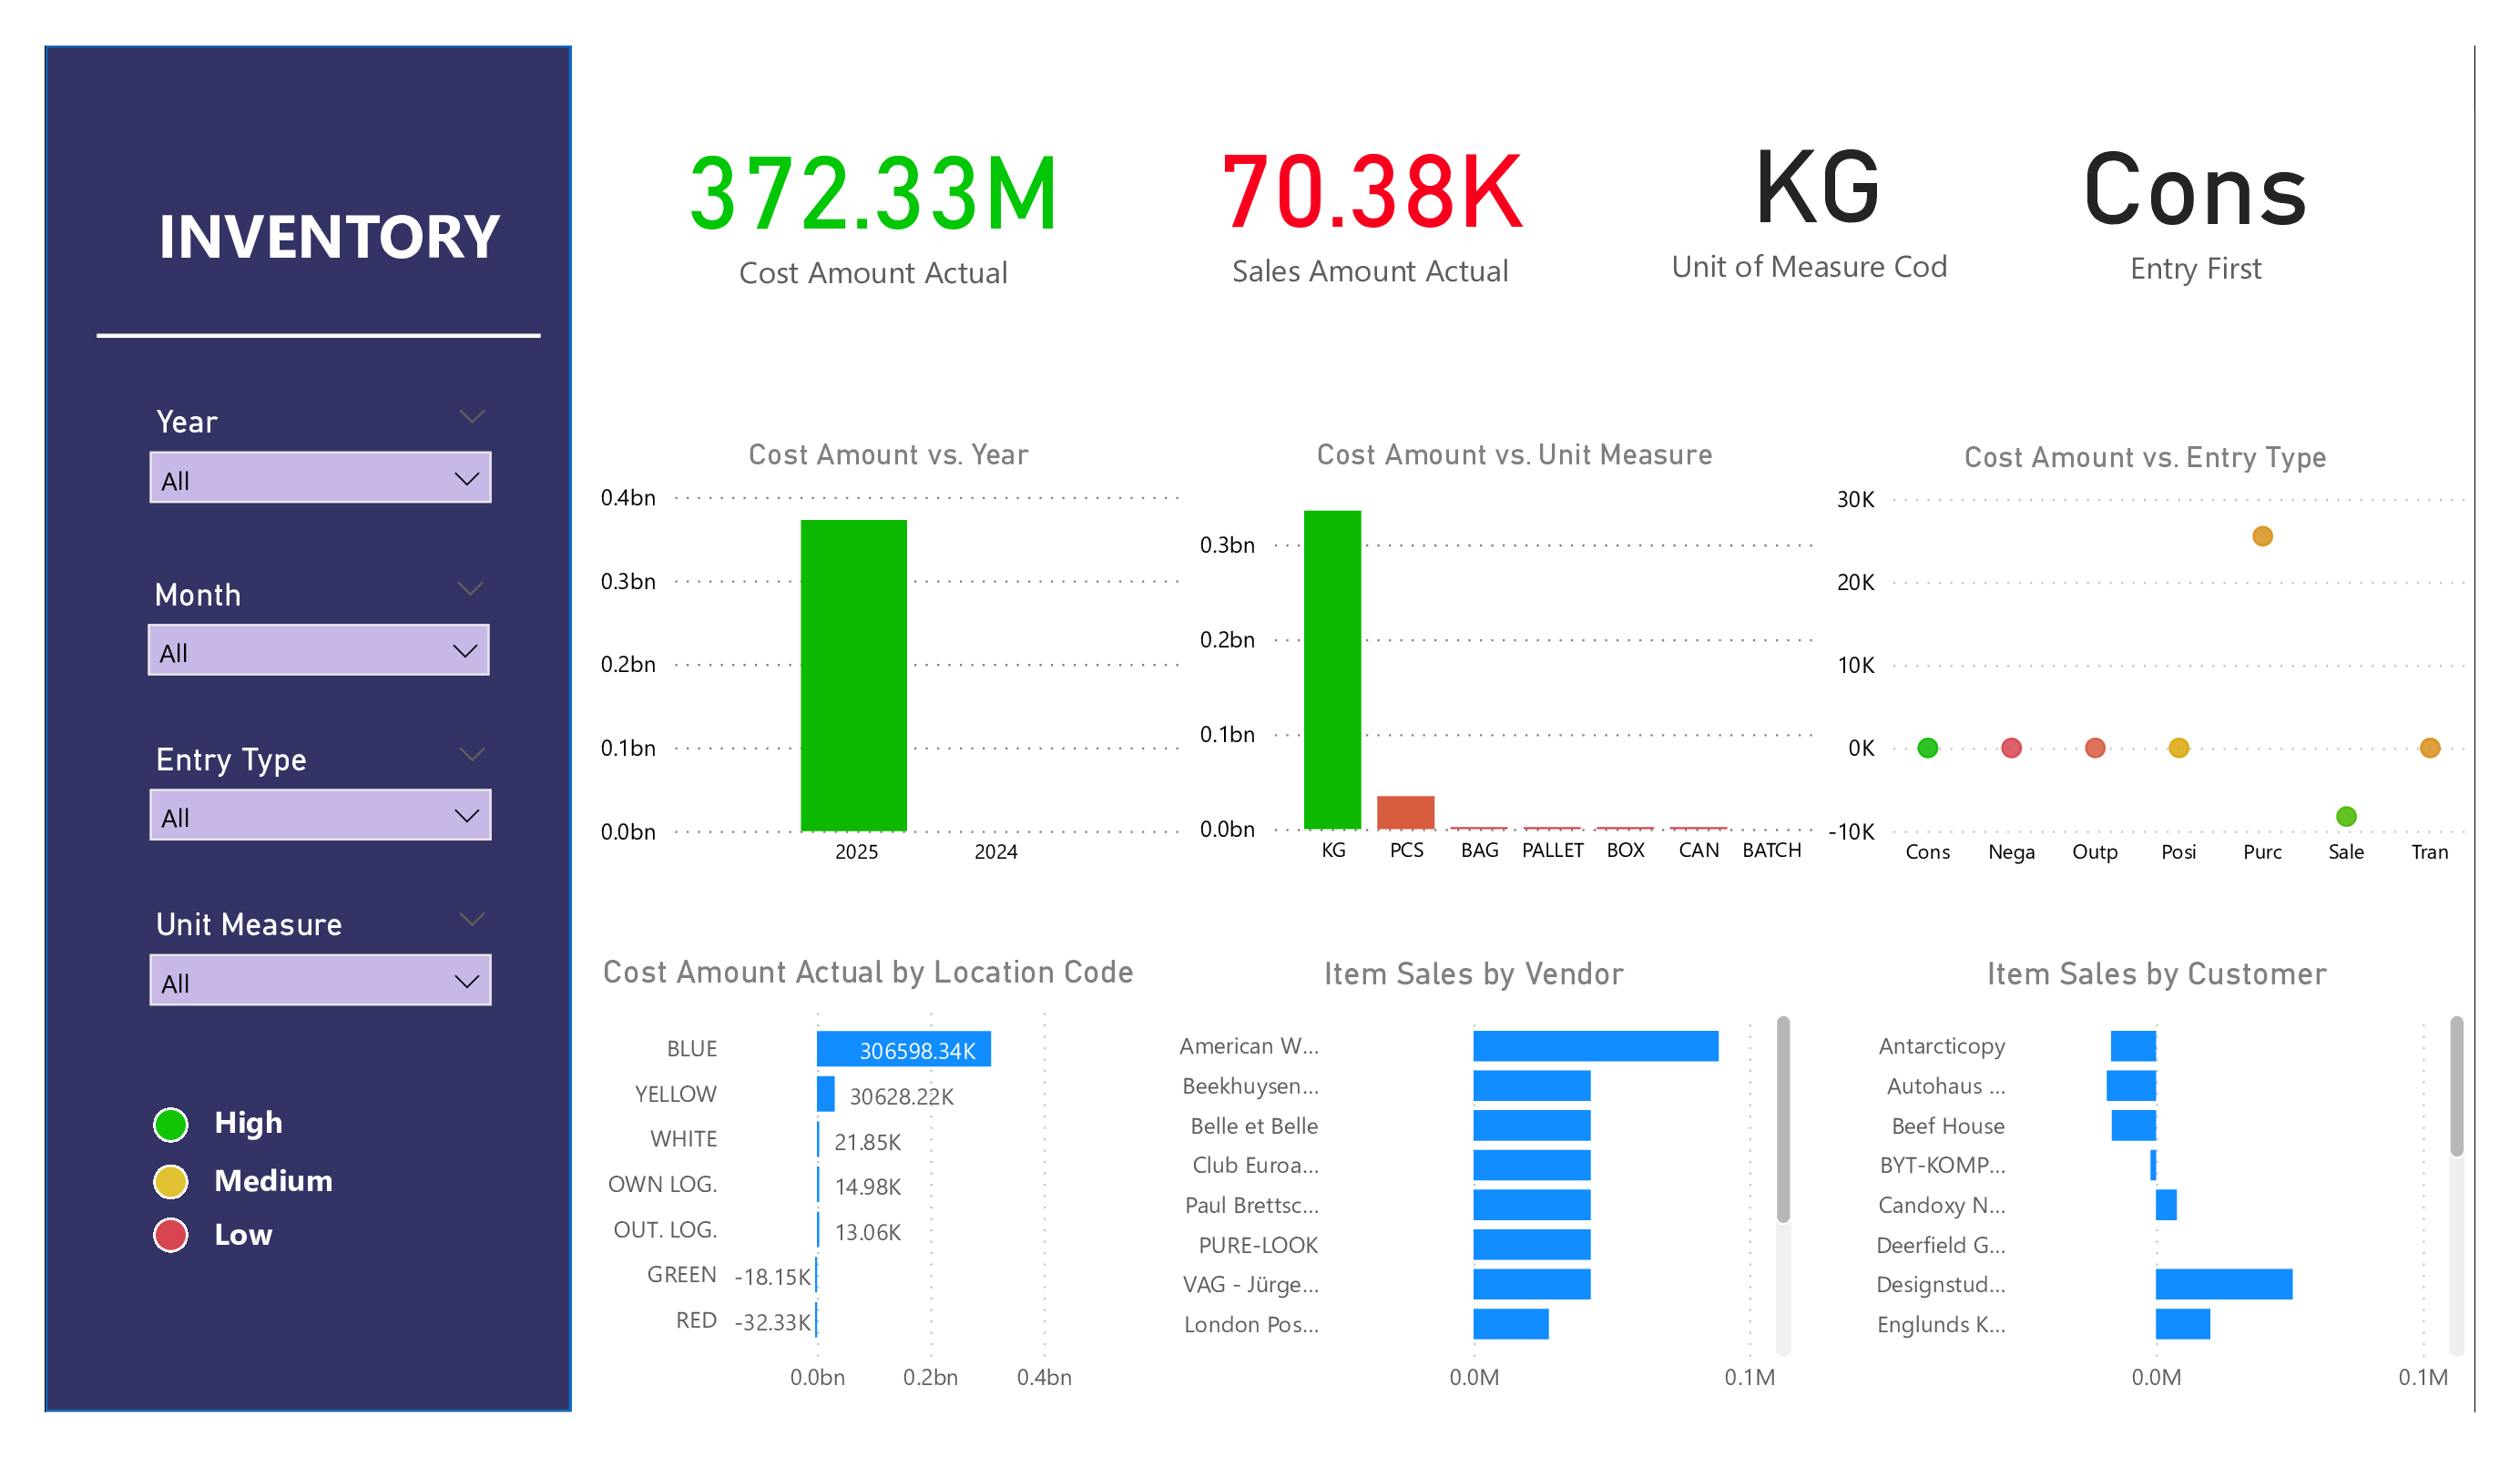 INVENTORY
Year
All
Month
All
Entry Type
All
Unit Measure
All
High
Medium
Low
372.33M
Cost Amount Actual
70.38K
Sales Amount Actual
KG
Unit of Measure Cod
Cons
Entry First
Cost Amount vs. Year
0.4bn
0.3bn
0.2bn
0.1bn
0.0bn
2025 2024
Cost Amount vs. Unit Measure
0.3bn
0.2bn
0.1bn
0.0bn
KG PCS BAG PALLET BOX CAN BATCH
Cost Amount vs. Entry Type
30K
20K
10K
0K
-10K
Cons Nega Outp Posi Purc Sale Tran
Cost Amount Actual by Location Code
BLUE 306598.34K
YELLOW 30628.22K
WHITE 21.85K
OWN LOG. 14.98K
OUT. LOG. 13.06K
GREEN -18.15K
RED -32.33K
0.0bn 0.2bn 0.4bn
Item Sales by Vendor
American W...
Beekhuysen...
Belle et Belle
Club Euroa...
Paul Brettsc...
PURE-LOOK
VAG - Jürge...
London Pos...
0.0M 0.1M
Item Sales by Customer
Antarcticopy
Autohaus ...
Beef House
BYT-KOMP...
Candoxy N...
Deerfield G...
Designstud...
Englunds K...
0.0M 0.1M